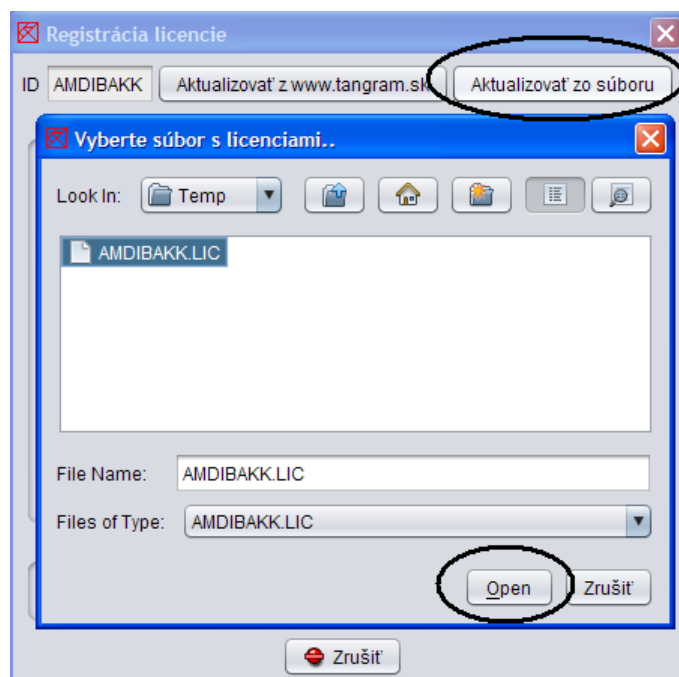 Registrácia licencie
ID AMDIBAKK Aktualizovať z www.tangram.sk Aktualizovať zo súboru
Vyberte súbor s licenciami..
Look In: Temp
AMDIBAKK.LIC
File Name: AMDIBAKK.LIC
Files of Type: AMDIBAKK.LIC
Open Zrušiť
Zrušiť